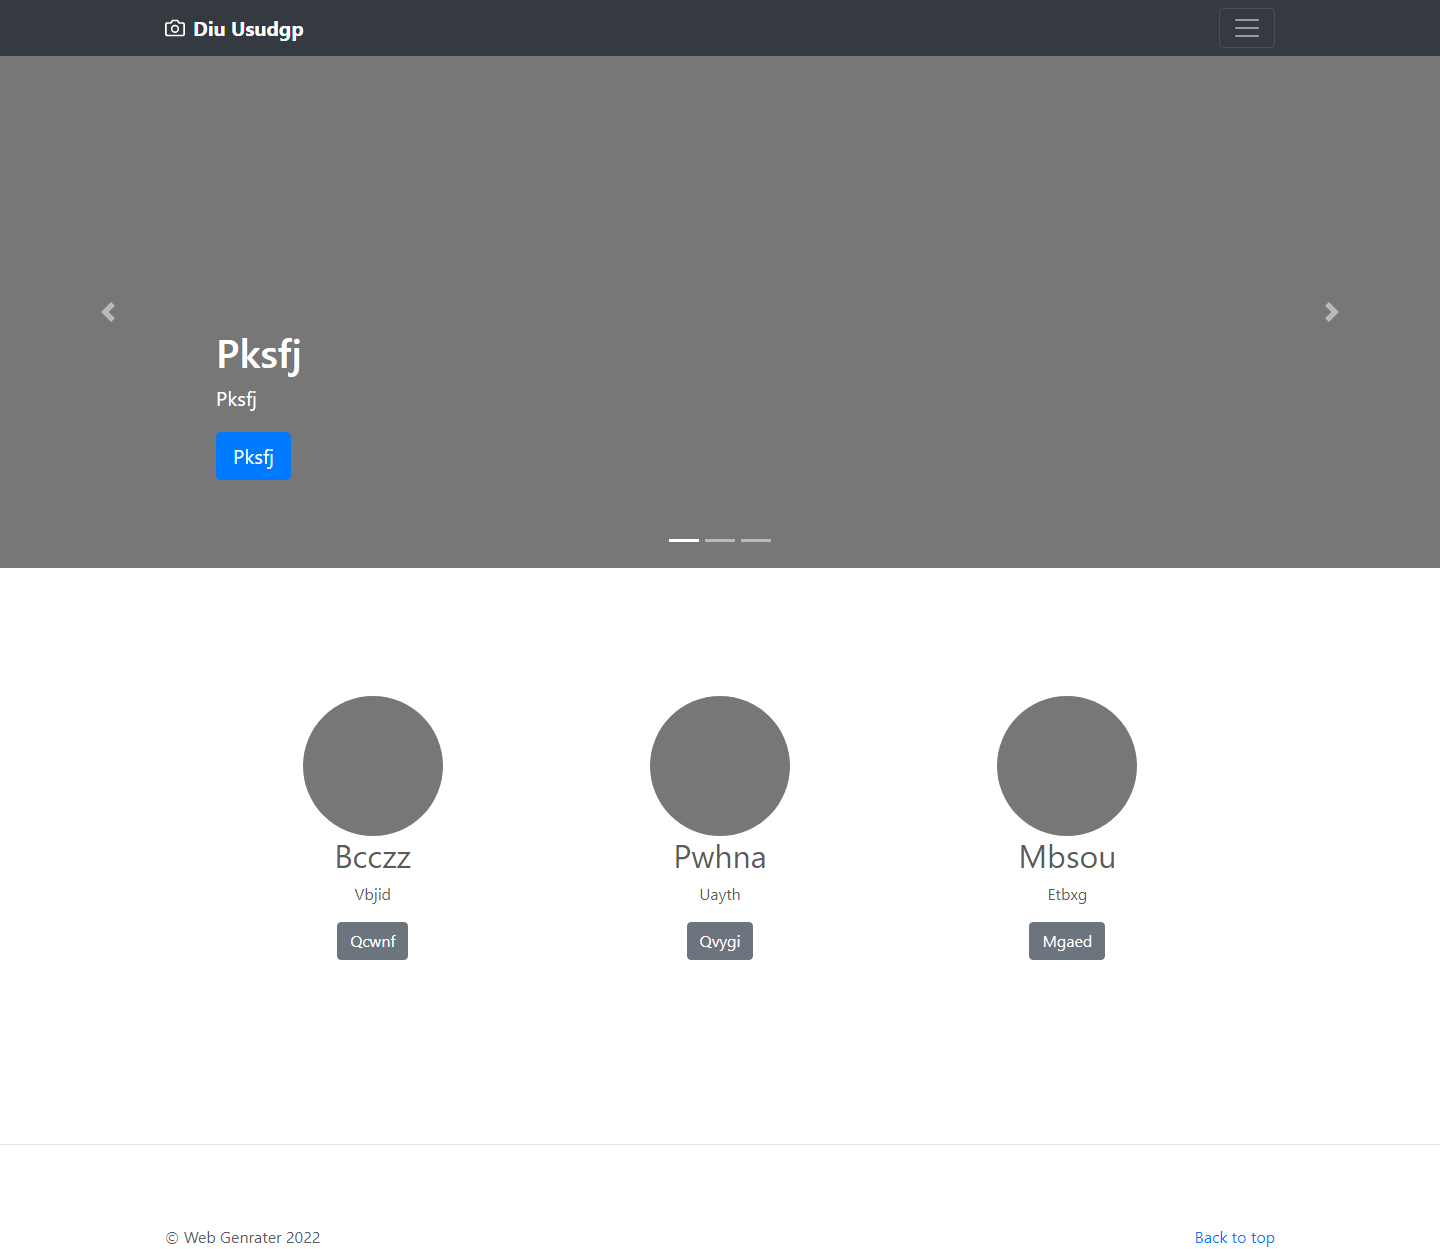 Diu Usudgp
Pksfj
Pksfj
Pksfj
Bcczz
Vbjid
Qcwnf
Pwhna
Uayth
Qvygi
Mbsou
Etbxg
Mgaed
© Web Genrater 2022
Back to top